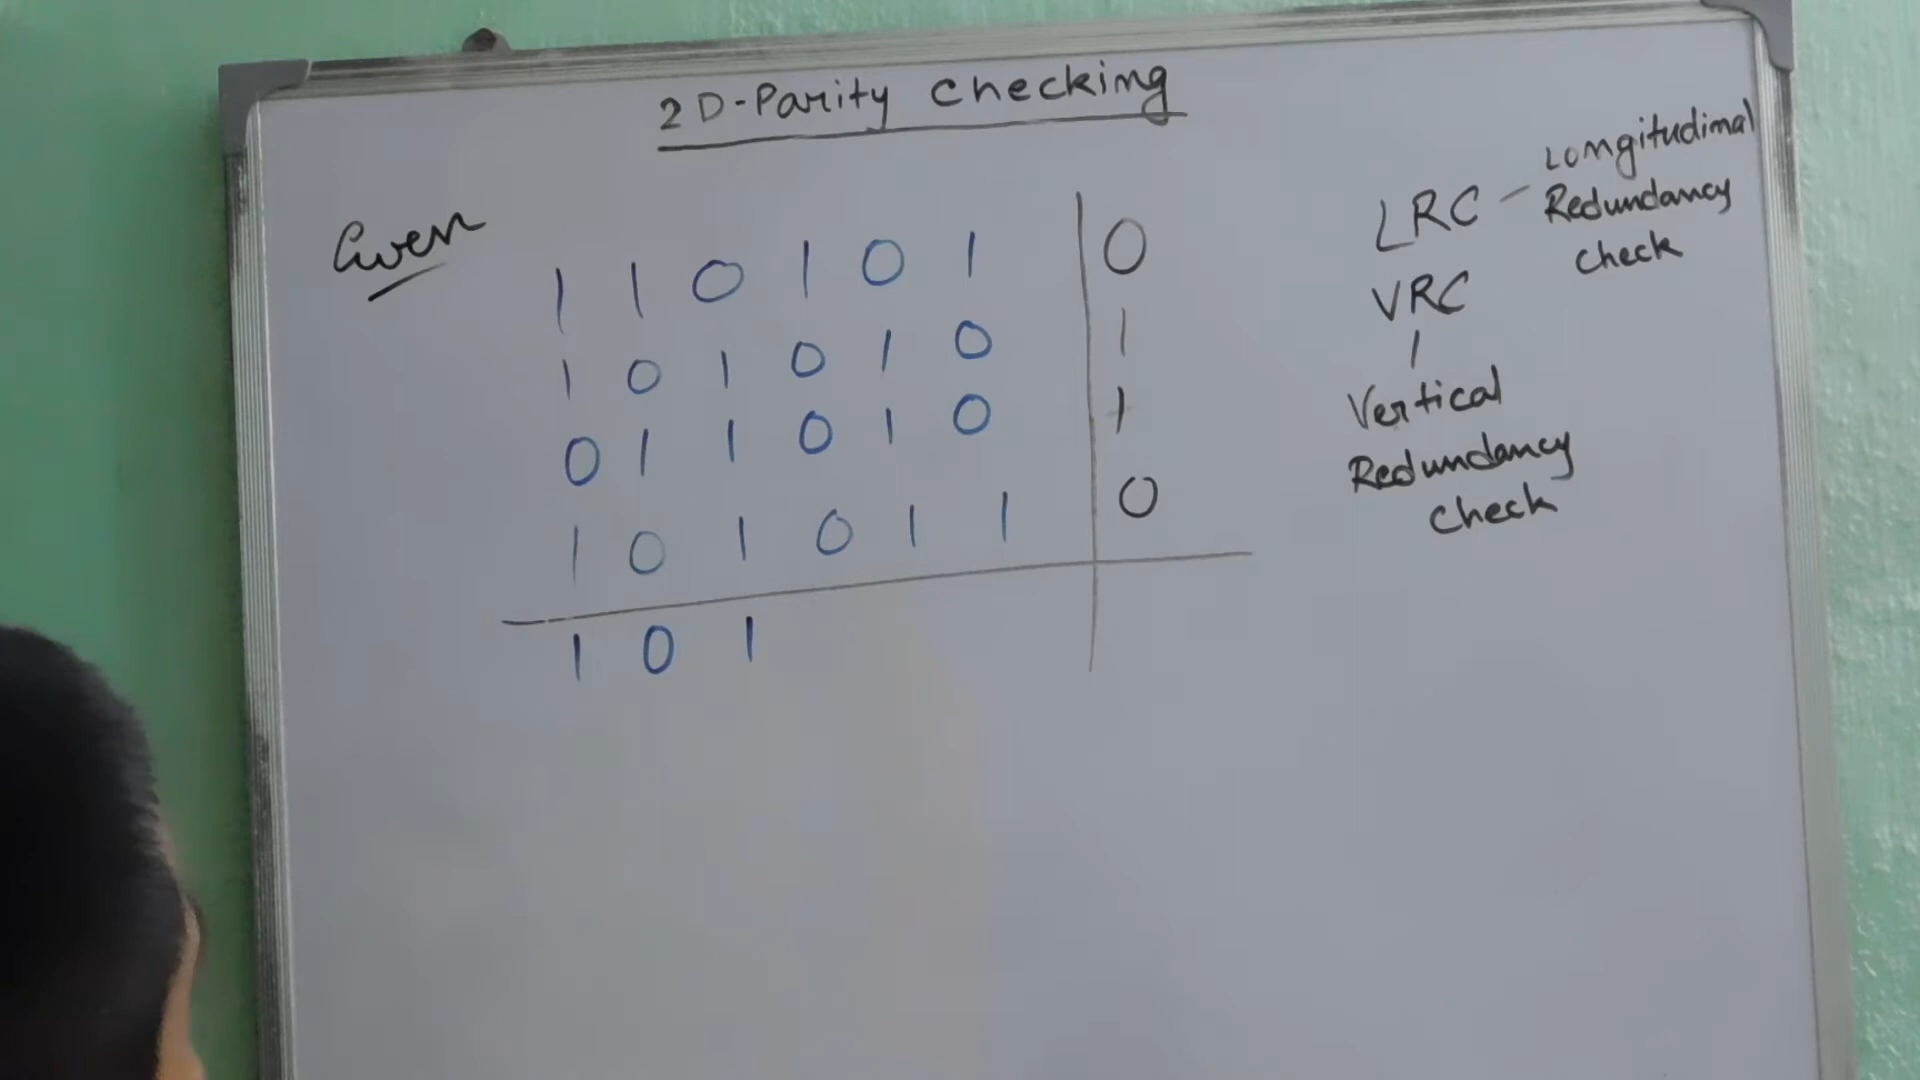 2D-Parity Checking
Even
1 1 0 1 0 1 | 0
1 0 1 0 1 0 | 1
0 1 1 0 1 0 | 1
1 0 1 0 1 1 | 0
1 0 1
LRC - Longitudimal
Redundancy
check
VRC
Vertical
Redundancy
check